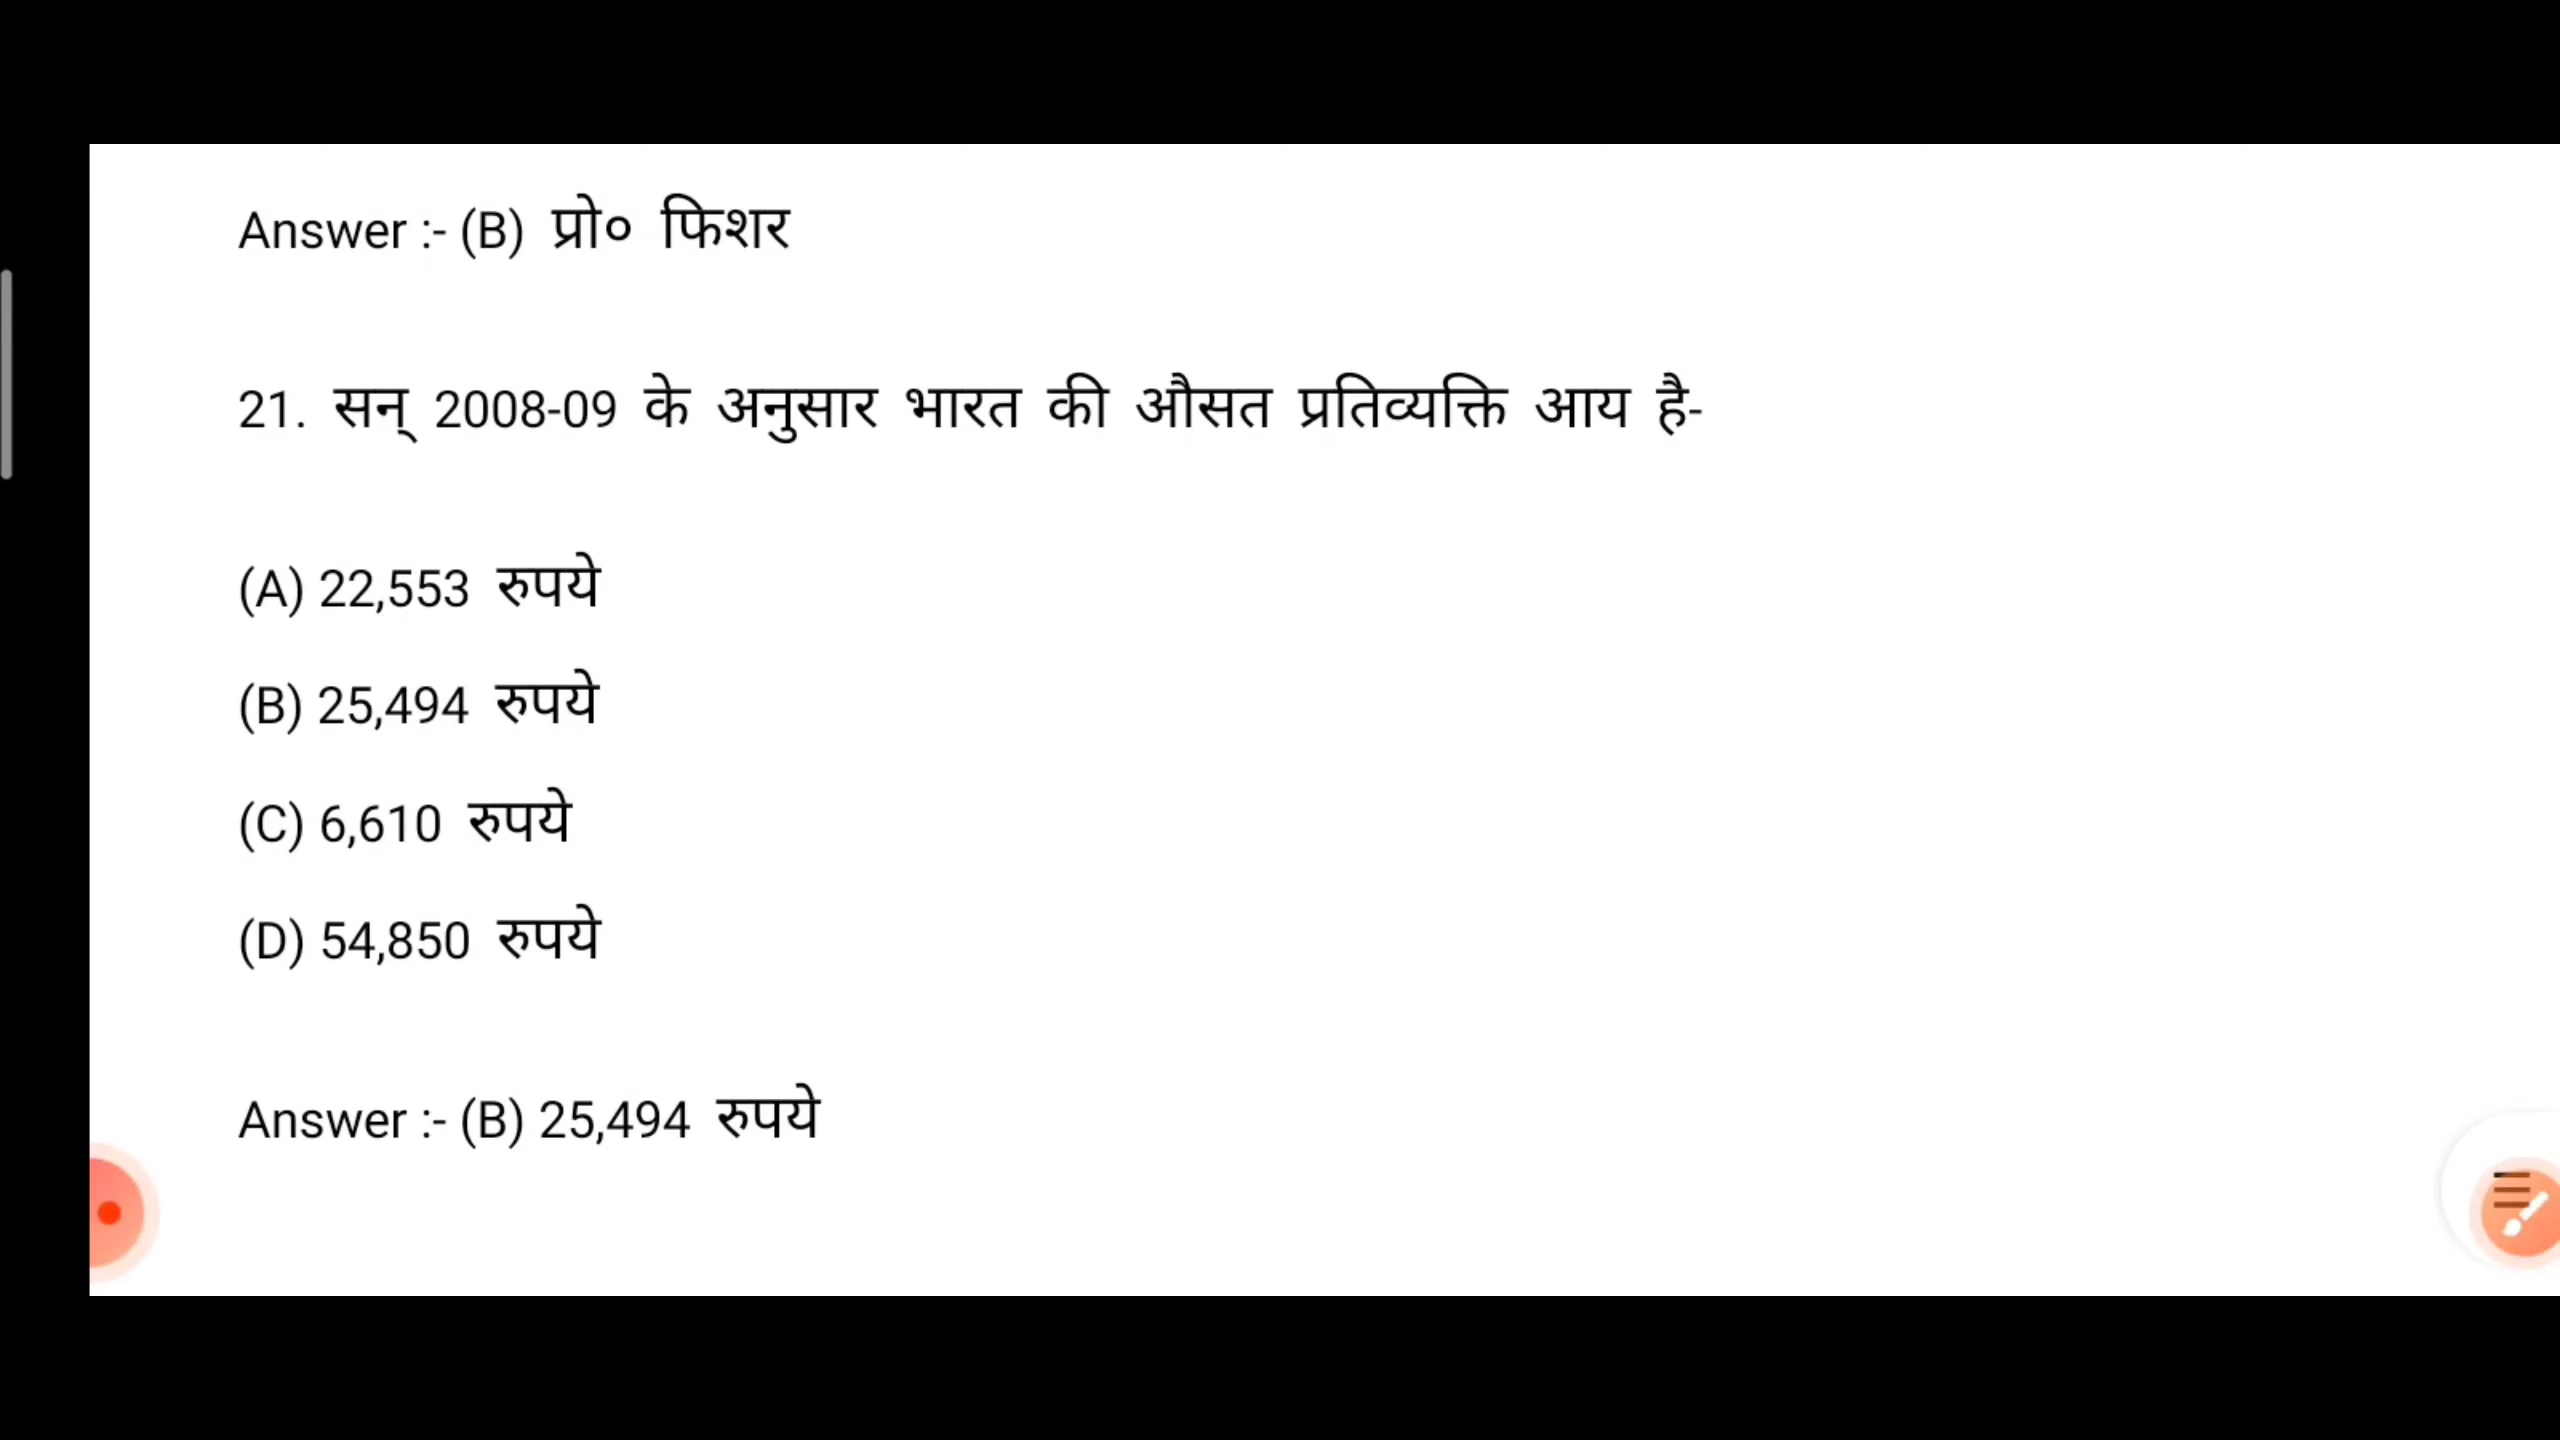 Answer :- (B) प्रो० फिशर
21. सन् 2008-09 के अनुसार भारत की औसत प्रतिव्यक्ति आय है-
(A) 22,553 रुपये
(B) 25,494 रुपये
(C) 6,610 रुपये
(D) 54,850 रुपये
Answer :- (B) 25,494 रुपये